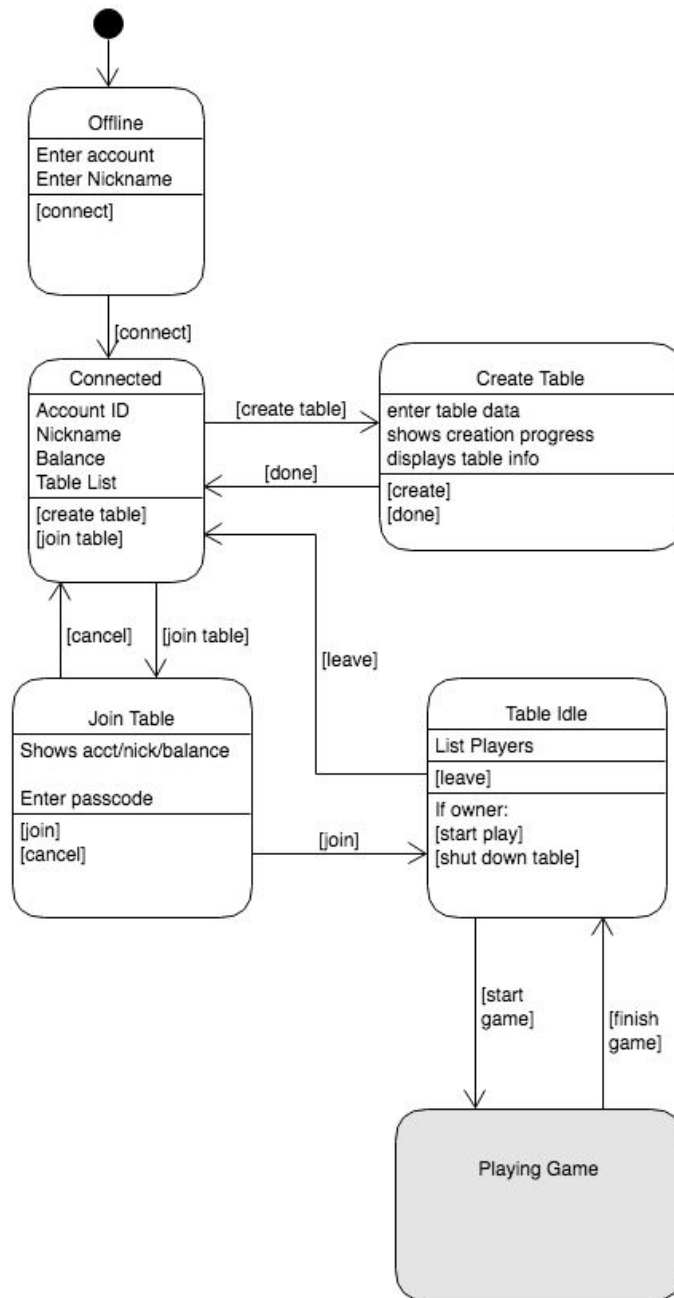 Offline
Enter account
Enter Nickname
[connect]
[connect]
Connected
Account ID
Nickname
Balance
Table List
[create table]
[join table]
[create table]
[done]
Create Table
enter table data
shows creation progress
displays table info
[create]
[done]
[cancel]
[join table]
[leave]
Join Table
Shows acct/nick/balance
Enter passcode
[join]
[cancel]
[join]
Table Idle
List Players
[leave]
If owner:
[start play]
[shut down table]
[start
game]
[finish
game]
Playing Game